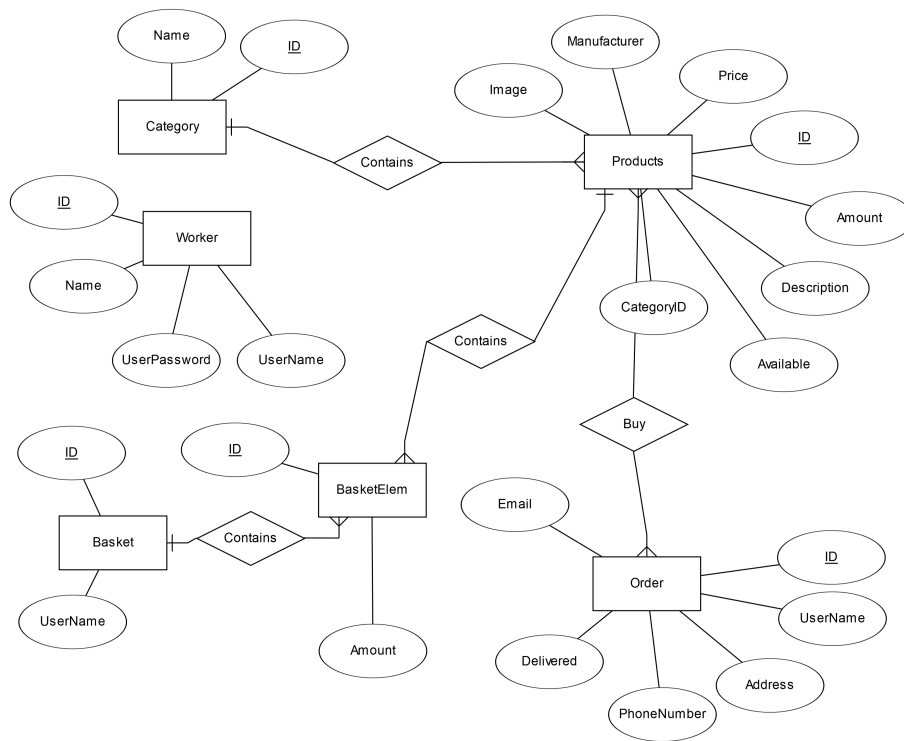 Name
ID
Manufacturer
Image
Price
Category
ID
Contains
Products
ID
Worker
Amount
Name
Description
CategoryID
UserPassword
UserName
Contains
Available
Buy
ID
ID
BasketElem
Email
Basket
Contains
ID
Order
UserName
UserName
Amount
Delivered
Address
PhoneNumber